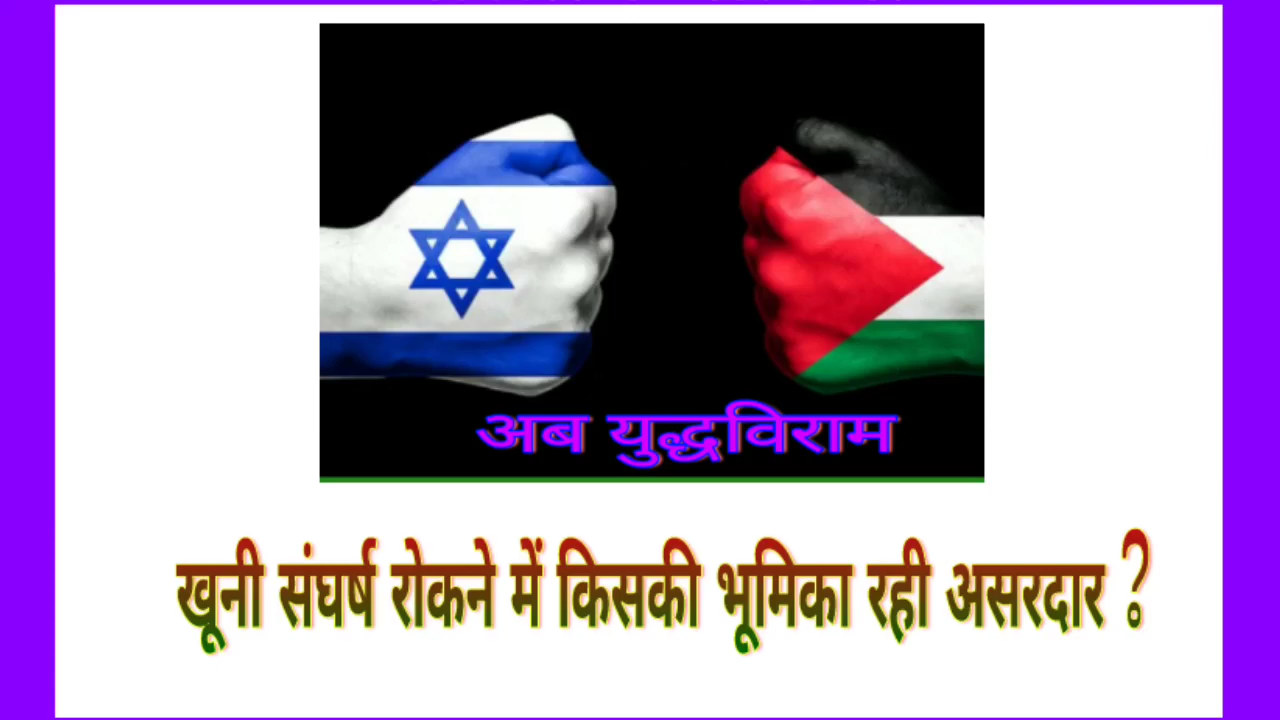 अब युद्धविराम
खूनी संघर्ष रोकने में किसकी भूमिका रही असरदार ?